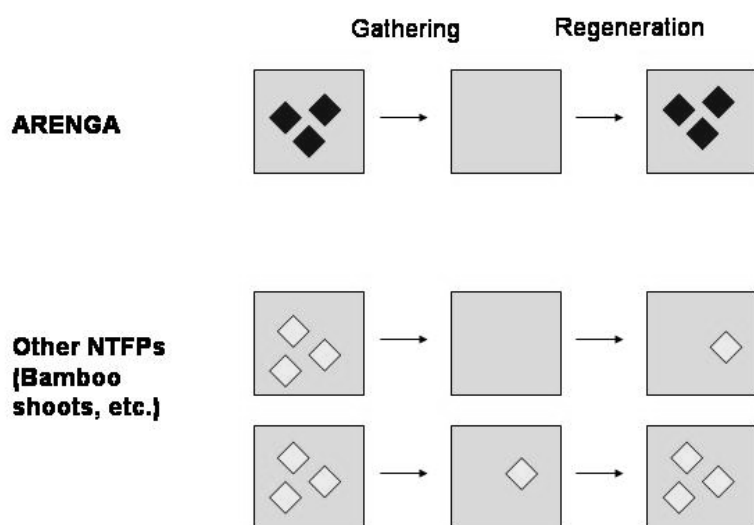 Gathering Regeneration
ARENGA
Other NTFPs
(Bamboo
shoots, etc.)